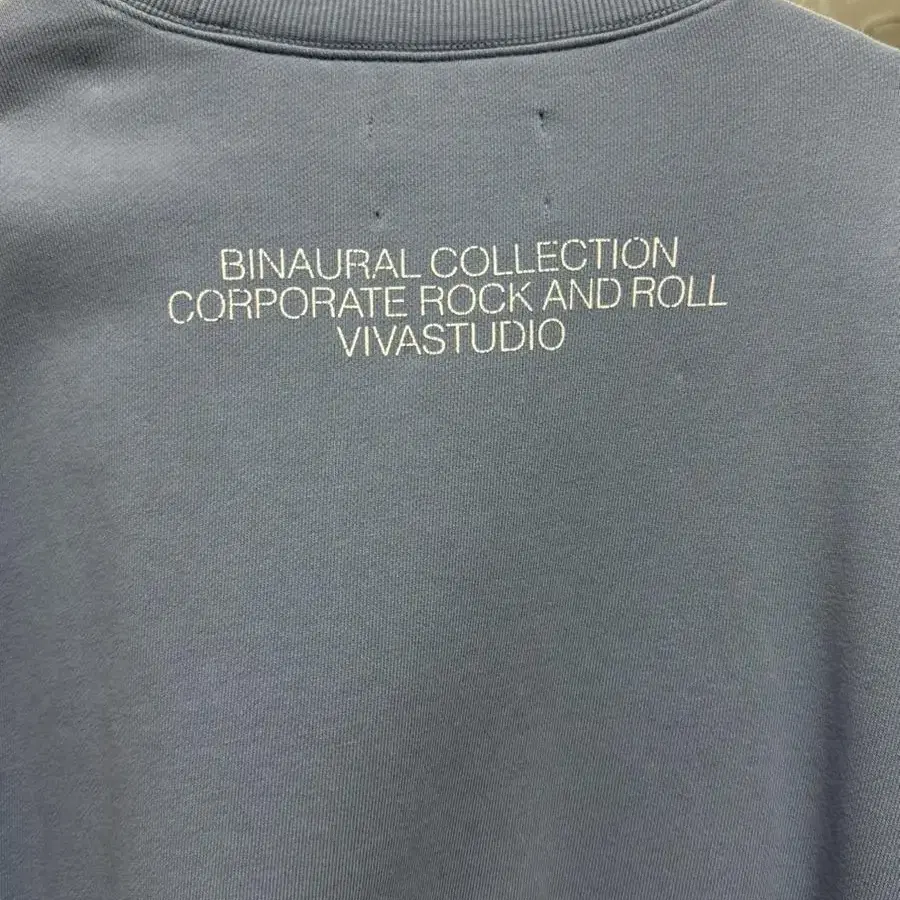 BINAURAL COLLECTION
CORPORATE ROCK AND ROLL
VIVASTUDIO